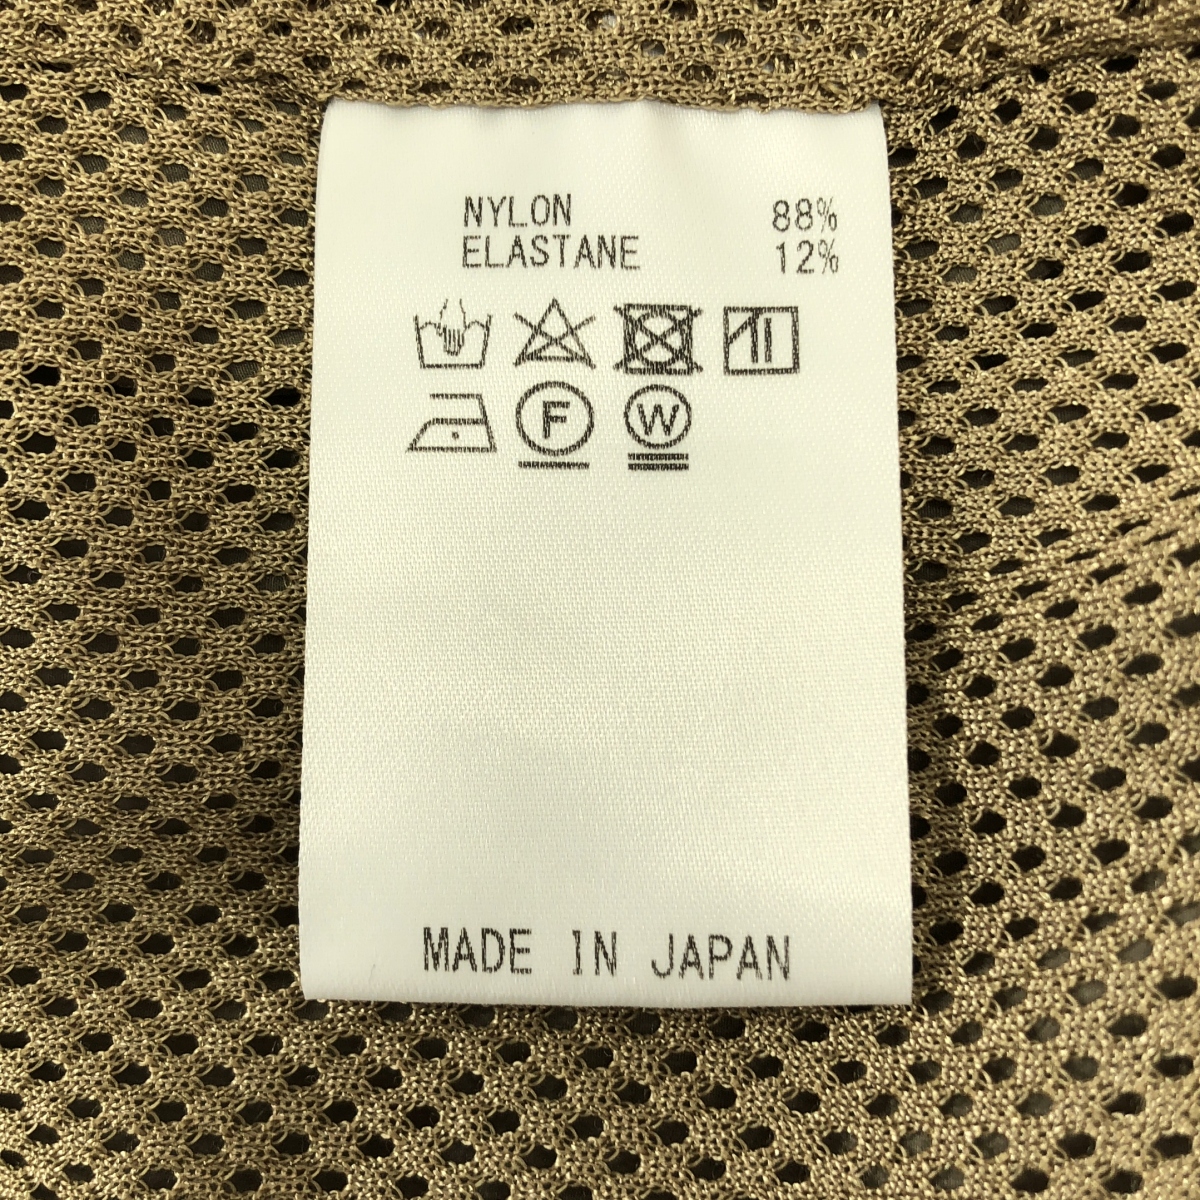 NYLON 88%
ELASTANE 12%
F W
MADE IN JAPAN